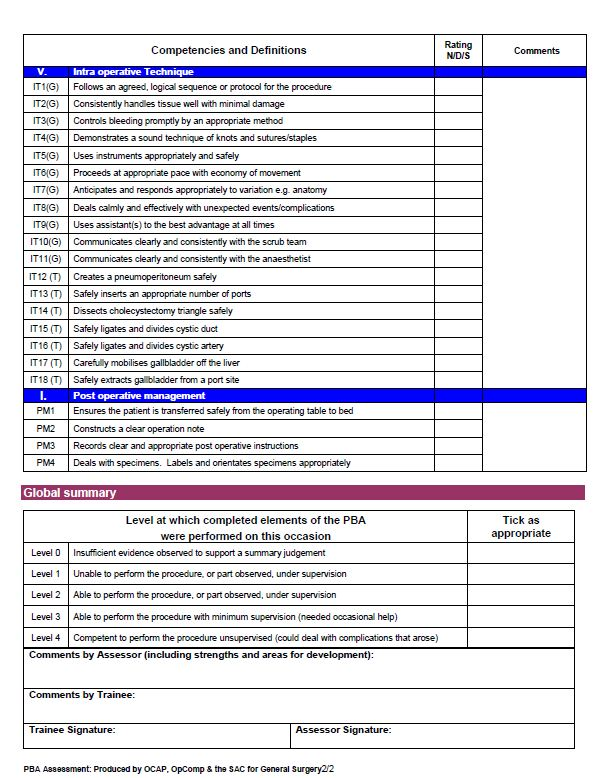 Competencies and Definitions Rating N/D/S Comments
V. Intra operative Technique
IT1(G) Follows an agreed, logical sequence or protocol for the procedure
IT2(G) Consistently handles tissue well with minimal damage
IT3(G) Controls bleeding promptly by an appropriate method
IT4(G) Demonstrates a sound technique of knots and sutures/staples
IT5(G) Uses instruments appropriately and safely
IT6(G) Proceeds at appropriate pace with economy of movement
IT7(G) Anticipates and responds appropriately to variation e.g. anatomy
IT8(G) Deals calmly and effectively with unexpected events/complications
IT9(G) Uses assistant(s) to the best advantage at all times
IT10(G) Communicates clearly and consistently with the scrub team
IT11(G) Communicates clearly and consistently with the anaesthetist
IT12 (T) Creates a pneumoperitoneum safely
IT13 (T) Safely inserts an appropriate number of ports
IT14 (T) Dissects cholecystectomy triangle safely
IT15 (T) Safely ligates and divides cystic duct
IT16 (T) Safely ligates and divides cystic artery
IT17 (T) Carefully mobilises gallbladder off the liver
IT18 (T) Safely extracts gallbladder from a port site
I. Post operative management
PM1 Ensures the patient is transferred safely from the operating table to bed
PM2 Constructs a clear operation note
PM3 Records clear and appropriate post operative instructions
PM4 Deals with specimens. Labels and orientates specimens appropriately
Global summary
Level at which completed elements of the PBA
were performed on this occasion
Tick as
appropriate
Level 0 Insufficient evidence observed to support a summary judgement
Level 1 Unable to perform the procedure, or part observed, under supervision
Level 2 Able to perform the procedure, or part observed, under supervision
Level 3 Able to perform the procedure with minimum supervision (needed occasional help)
Level 4 Competent to perform the procedure unsupervised (could deal with complications that arose)
Comments by Assessor (including strengths and areas for development):
Comments by Trainee:
Trainee Signature: Assessor Signature:
PBA Assessment: Produced by OCAP, OpComp & the SAC for General Surgery2/2